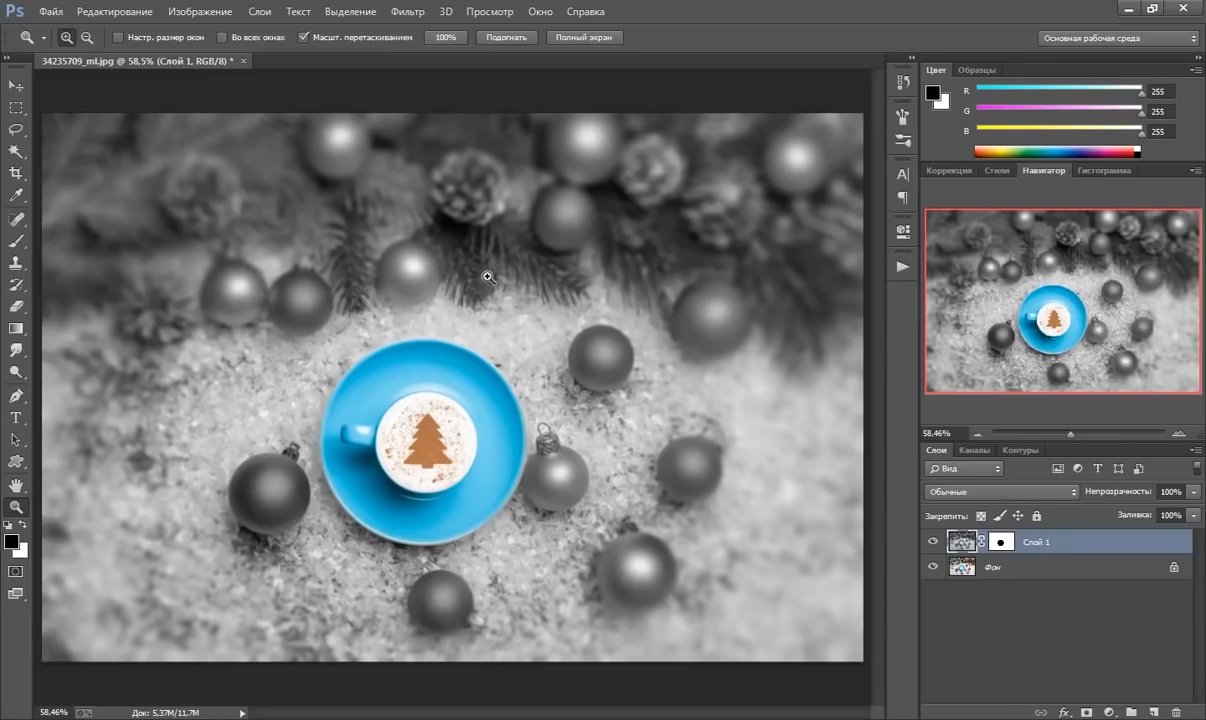 Ps Файл Редактирование Изображение Слои Текст Выделение Фильтр 3D Просмотр Окно Справка
Настр. размер окон Во всех окнах Масшт. перетаскиванием 100% Подогнать Полный экран Основная рабочая среда
34235709_ml.jpg @ 58,5% (Слой 1, RGB/8) * ×
Цвет Образцы
R 255
G 255
B 255
Коррекция Стили Навигатор Гистограмма
58,46%
Слои Каналы Контуры
Вид
Обычные Непрозрачность: 100%
Закрепить: Заливка: 100%
Слой 1
Фон
58,46% Док: 5,37M/11,7M